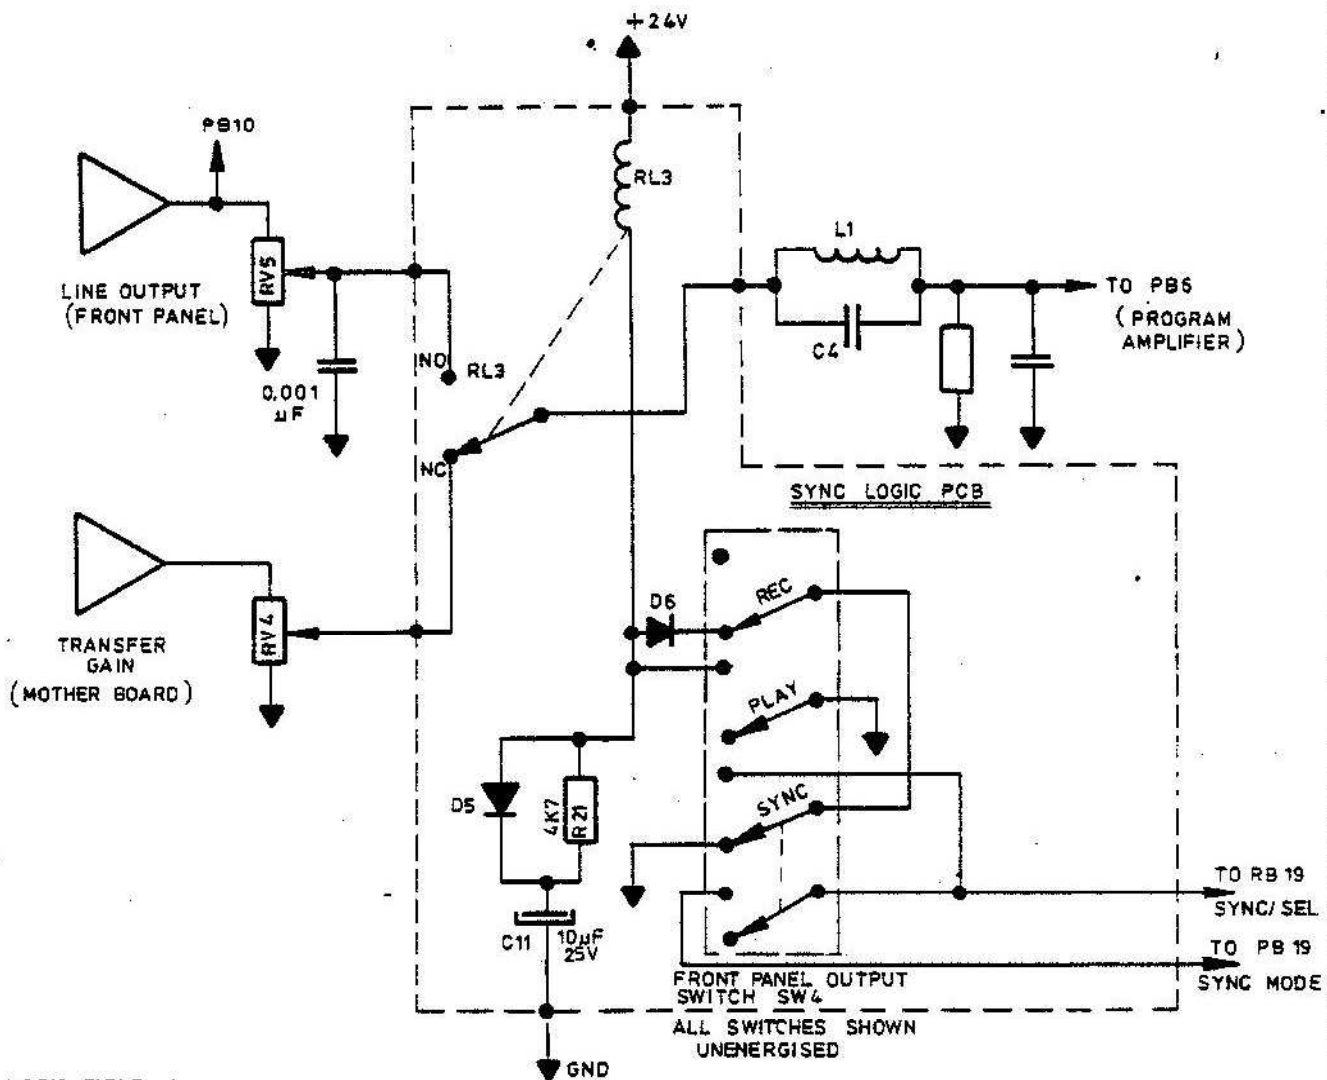 +24V
PB10
RL3
RV5
LINE OUTPUT
(FRONT PANEL)
0.001
µF
NO
RL3
NC
L1
C4
TO PB6
(PROGRAM
AMPLIFIER)
SYNC LOGIC PCB
RV4
TRANSFER
GAIN
(MOTHER BOARD)
D6
REC
PLAY
SYNC
D5
4K7
R21
C11
10µF
25V
TO RB 19
SYNC/SEL
TO PB 19
SYNC MODE
FRONT PANEL OUTPUT
SWITCH SW4
ALL SWITCHES SHOWN
UNENERGISED
GND